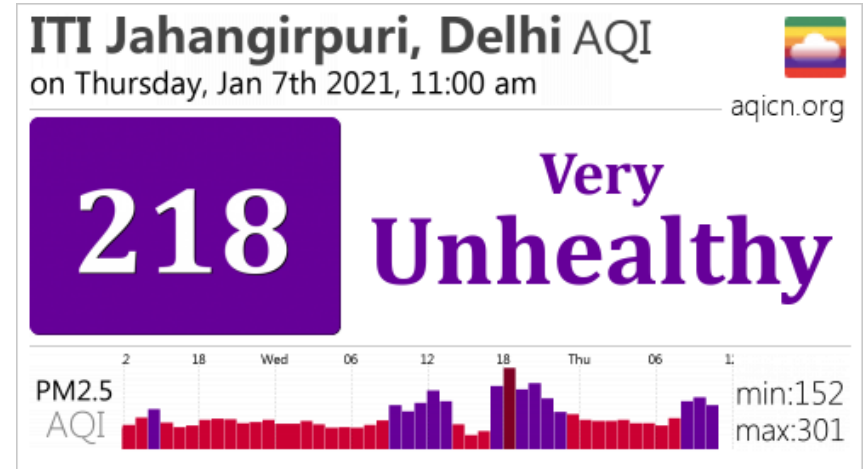 ITI Jahangirpuri, Delhi AQI
on Thursday, Jan 7th 2021, 11:00 am
aqicn.org
218
Very
Unhealthy
2 18 Wed 06 12 18 Thu 06 1
PM2.5
AQI
min:152
max:301